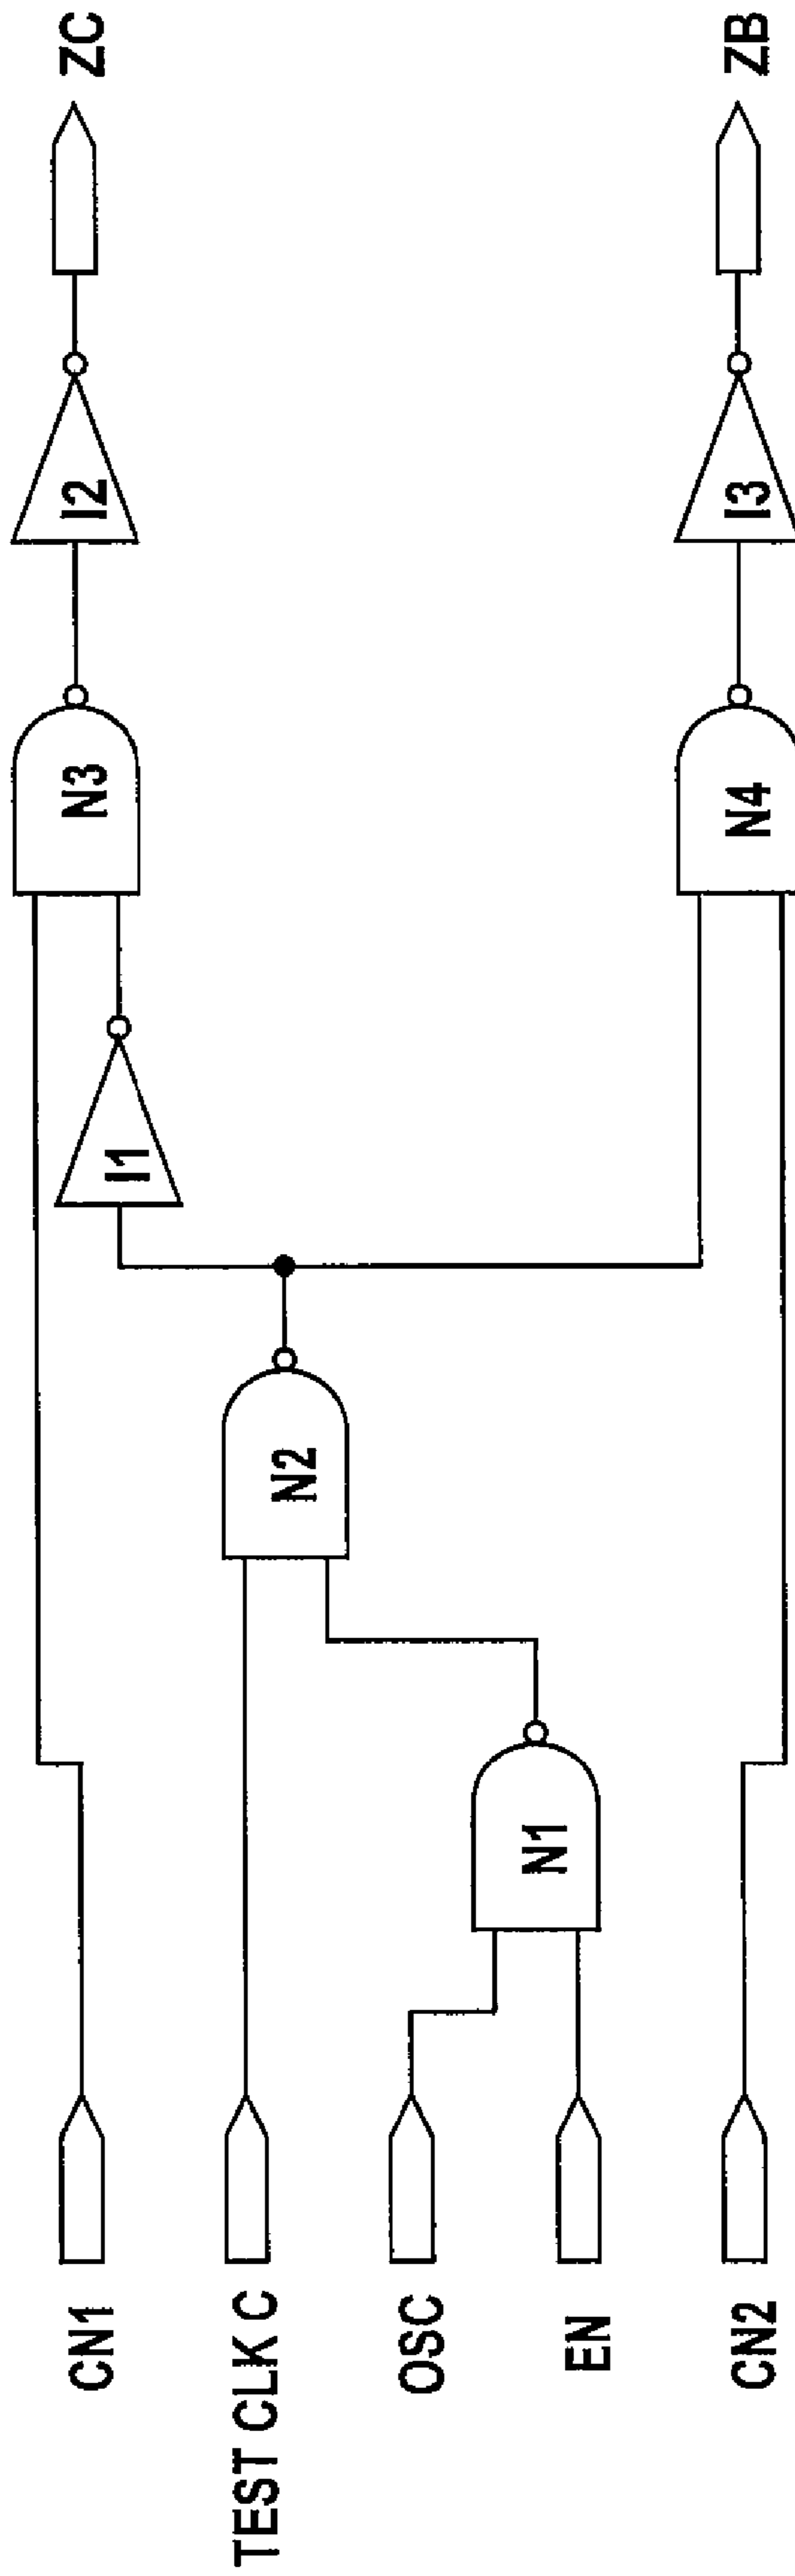 CN1
TEST CLK C
OSC
EN
CN2
N1
N2
I1
N3
N4
I2
I3
ZC
ZB